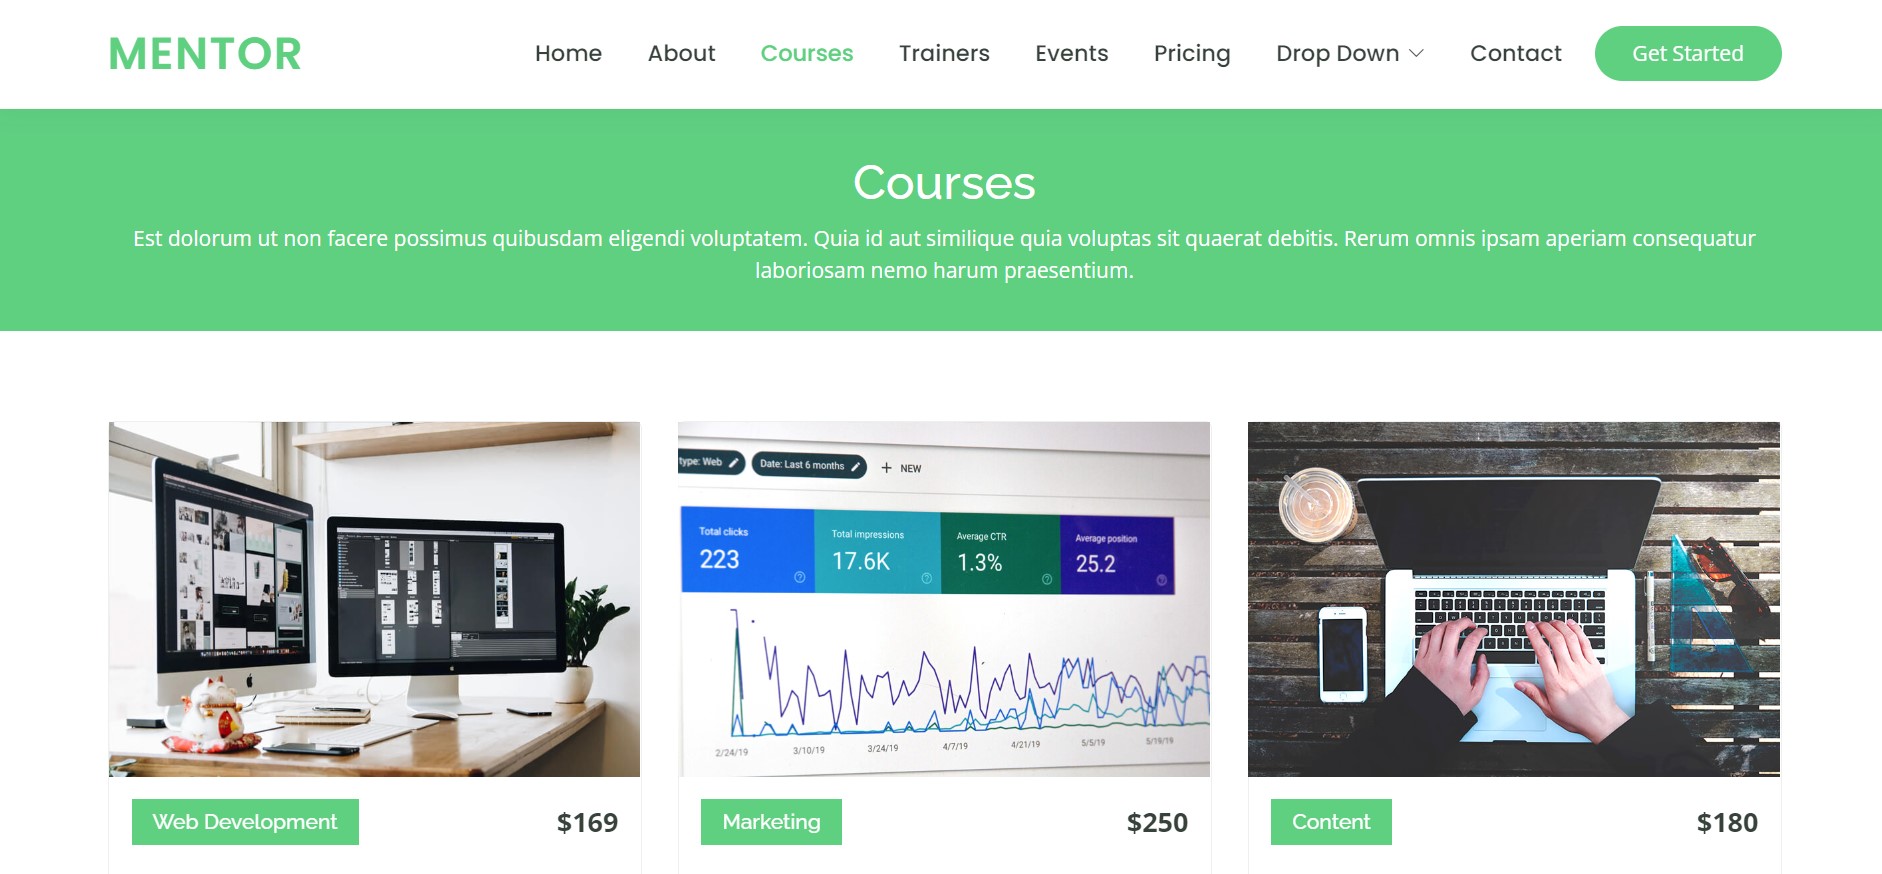 MENTOR
Home About Courses Trainers Events Pricing Drop Down Contact Get Started
Courses
Est dolorum ut non facere possimus quibusdam eligendi voluptatem. Quia id aut similique quia voluptas sit quaerat debitis. Rerum omnis ipsam aperiam consequatur
laboriosam nemo harum praesentium.
type: Web Date: Last 6 months + NEW
Total clicks Total impressions Average CTR Average position
223 17.6K 1.3% 25.2
2/24/19 3/10/19 3/24/19 4/7/19 4/21/19 5/5/19 5/19/19
Web Development $169
Marketing $250
Content $180